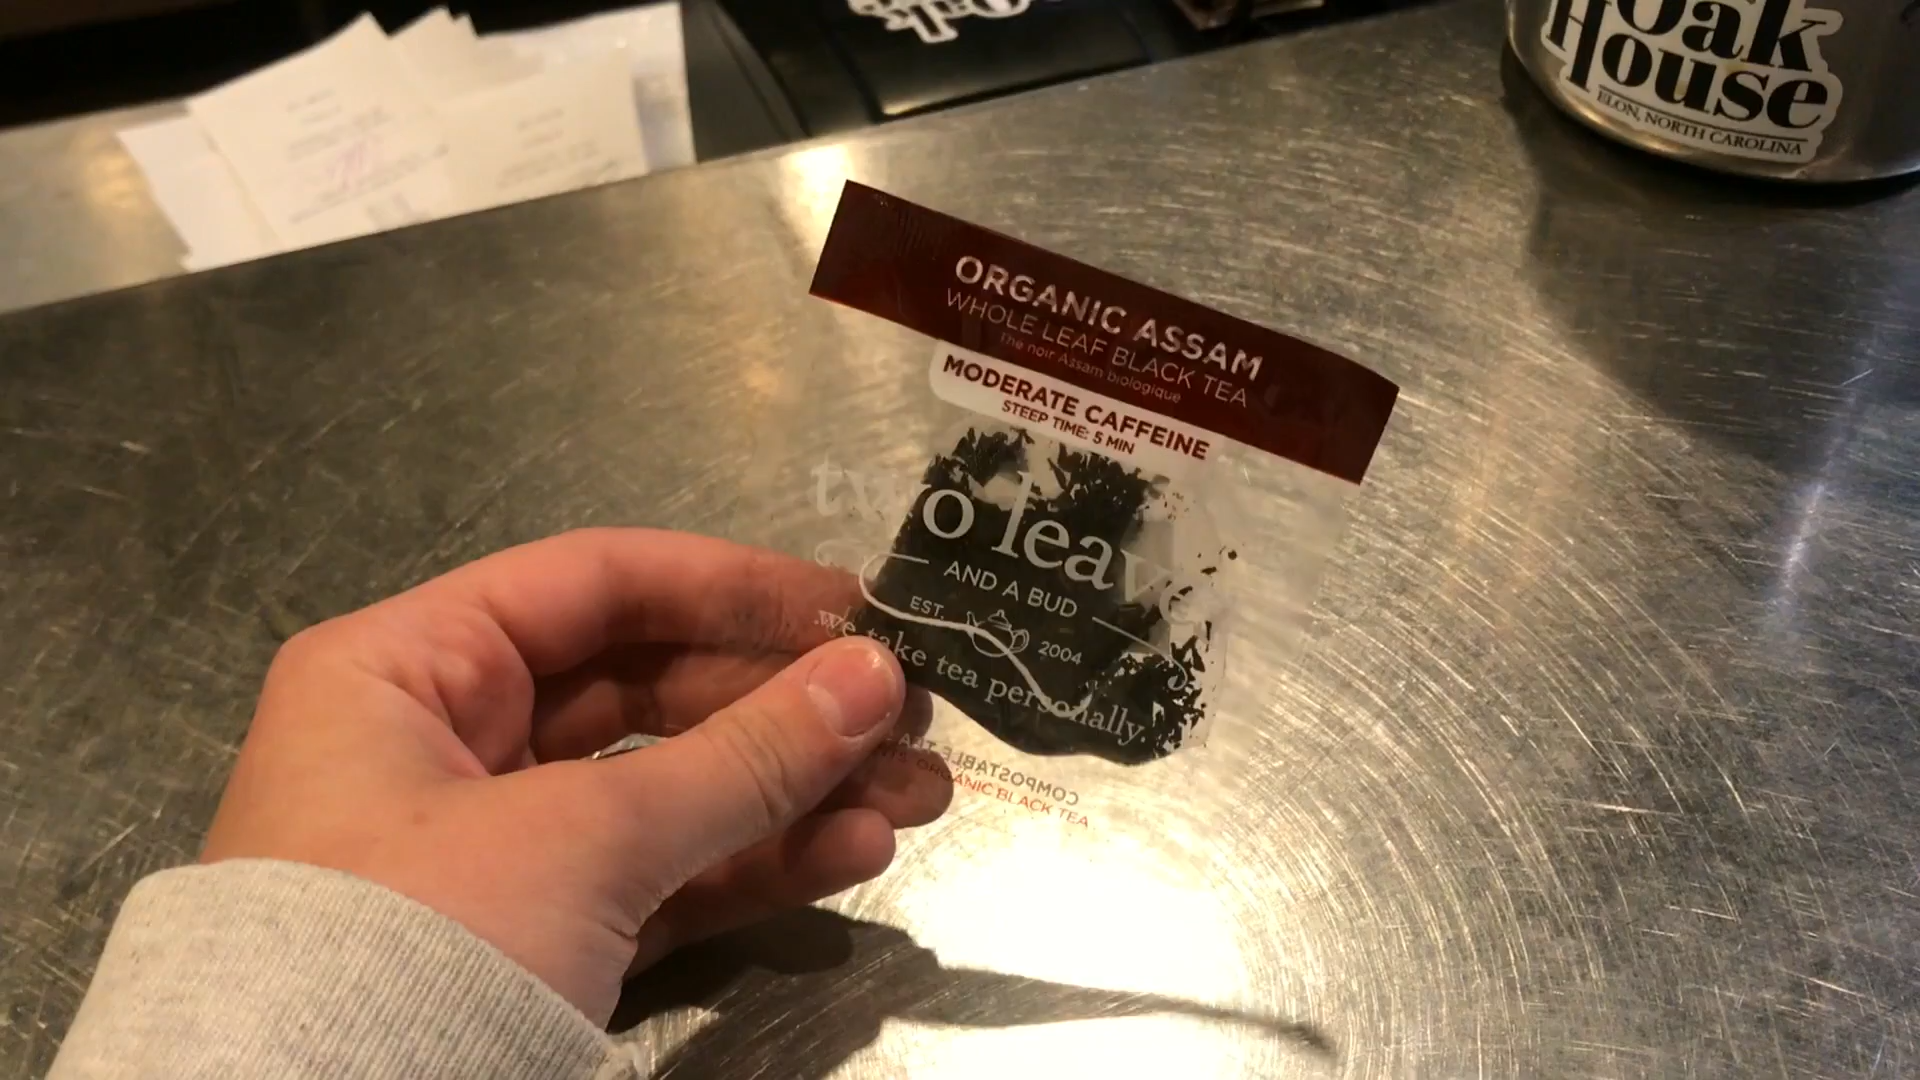 Oak
House
ELON, NORTH CAROLINA
ORGANIC ASSAM
WHOLE LEAF BLACK TEA
The noir Assam biologique
MODERATE CAFFEINE
STEEP TIME: 5 MIN
two leaves
AND A BUD
EST. 2004
we take tea personally.
COMPOSTABLE TEA
ORGANIC BLACK TEA